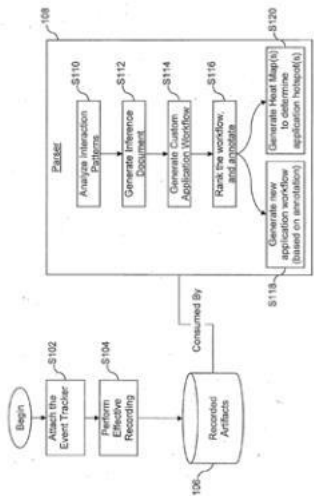 Begin
Attach the
Event Tracker
S102
Perform
Effective
Recording
S104
Recorded
Artifacts
106
Consumed By
108
Parser
Analyze Interaction
Patterns
S110
Generate Inference
Document
S112
Generate Custom
Application Workflow
S114
Rank the workflow,
and annotate
S116
Generate new
application workflow
(based on annotation)
S118
Generate Heat Map(s)
to determine
application hotspot(s)
S120